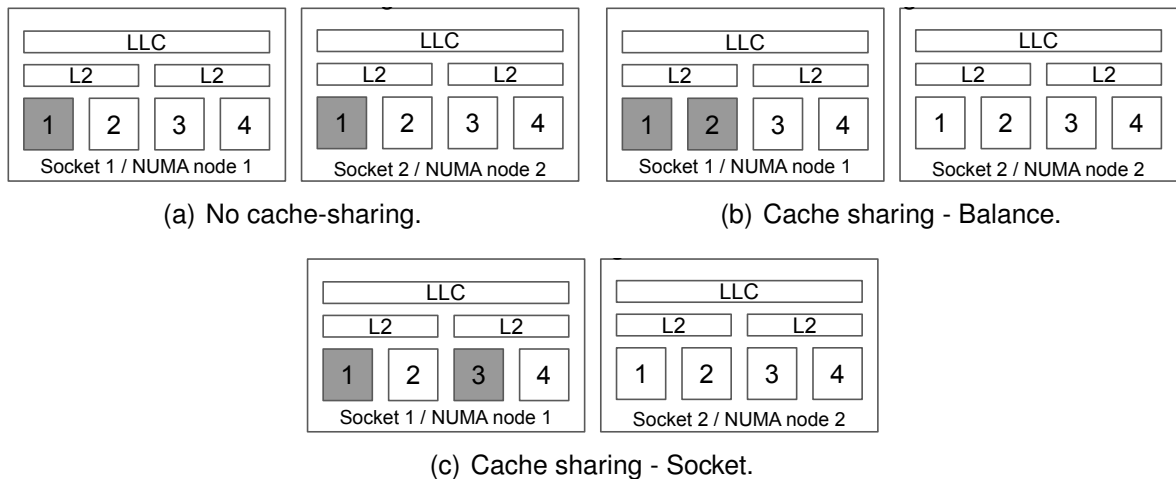 LLC LLC LLC LLC
L2 L2 L2 L2 L2 L2 L2 L2
1 2 3 4 1 2 3 4 1 2 3 4 1 2 3 4
Socket 1 / NUMA node 1 Socket 2 / NUMA node 2 Socket 1 / NUMA node 1 Socket 2 / NUMA node 2
(a) No cache-sharing. (b) Cache sharing - Balance.
LLC LLC
L2 L2 L2 L2
1 2 3 4 1 2 3 4
Socket 1 / NUMA node 1 Socket 2 / NUMA node 2
(c) Cache sharing - Socket.